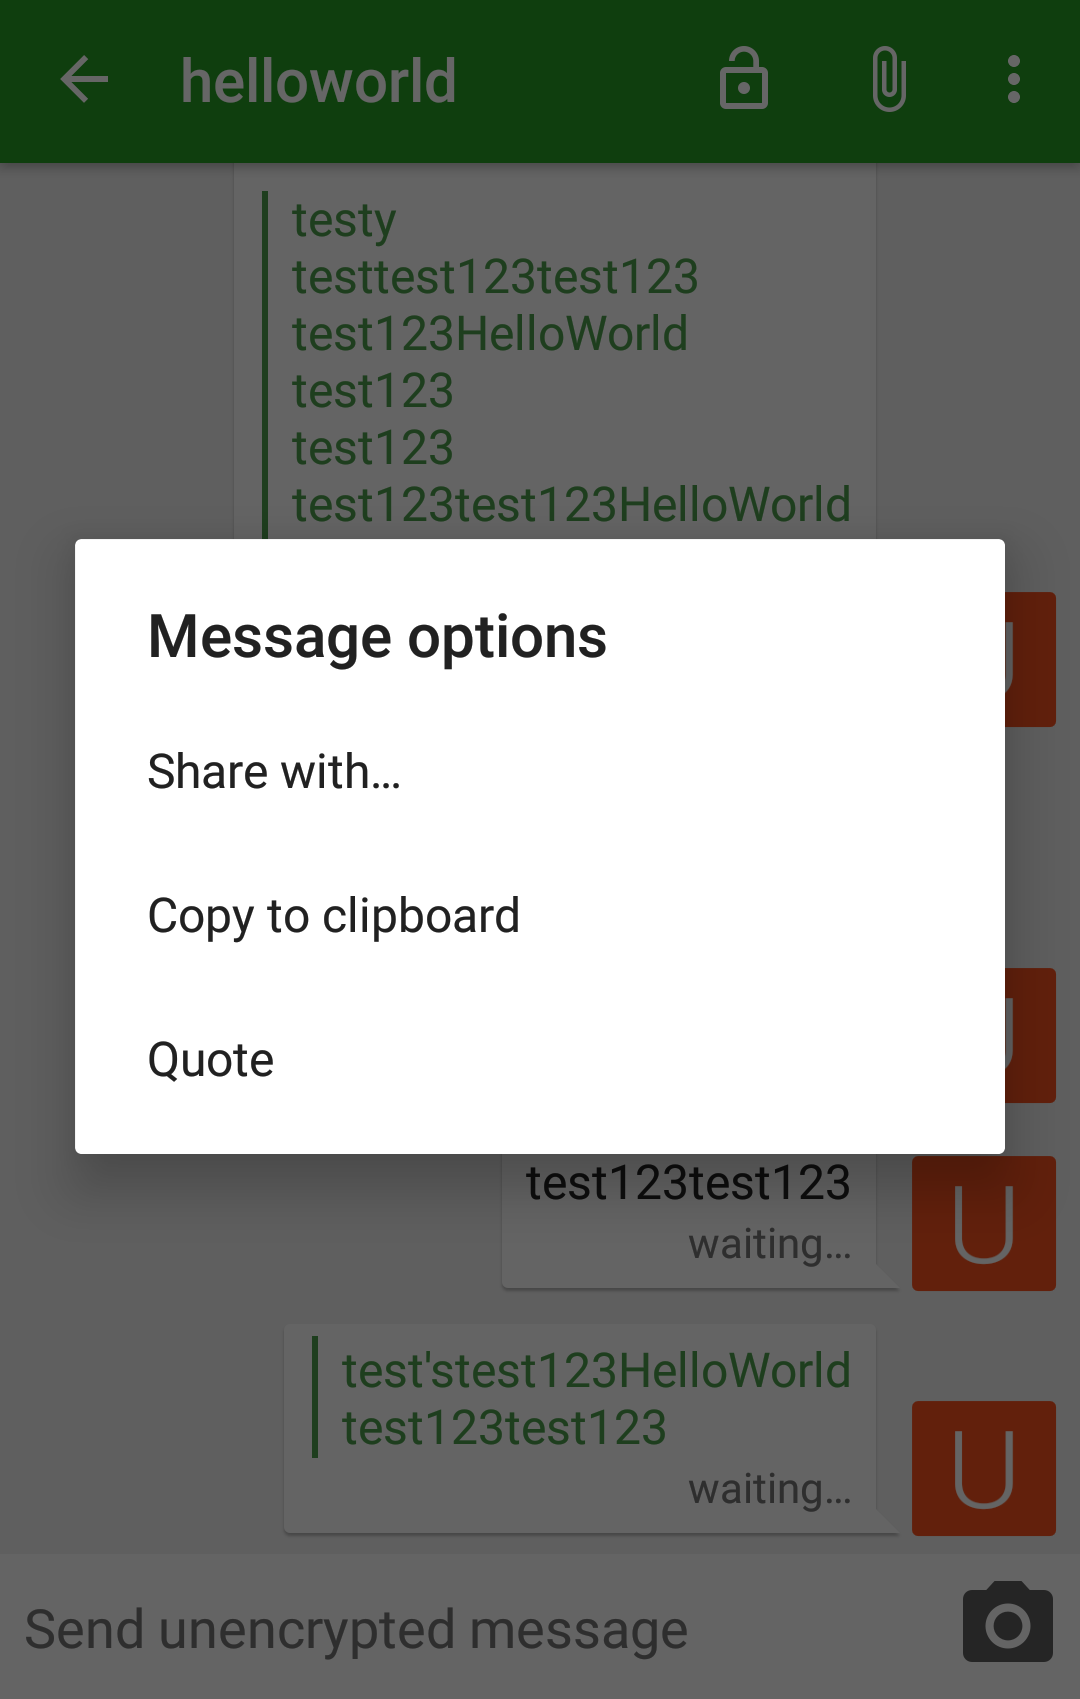 helloworld
testy
testtest123test123
test123HelloWorld
test123
test123
test123test123HelloWorld
Message options
Share with…
Copy to clipboard
Quote
test123test123
waiting…
U
test'stest123HelloWorld
test123test123
waiting…
U
Send unencrypted message